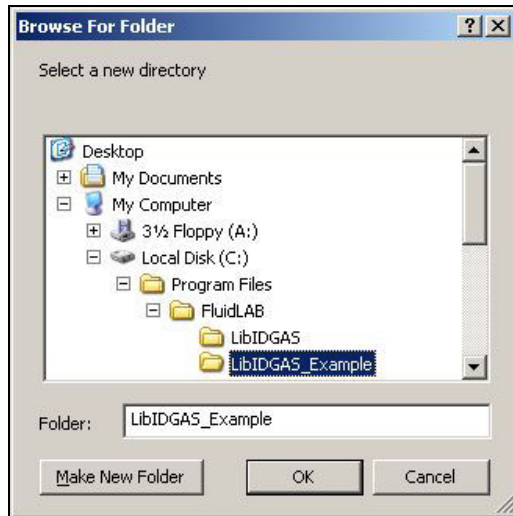 Browse For Folder
Select a new directory
Desktop
My Documents
My Computer
3½ Floppy (A:)
Local Disk (C:)
Program Files
FluidLAB
LibIDGAS
LibIDGAS_Example
Folder: LibIDGAS_Example
Make New Folder OK Cancel